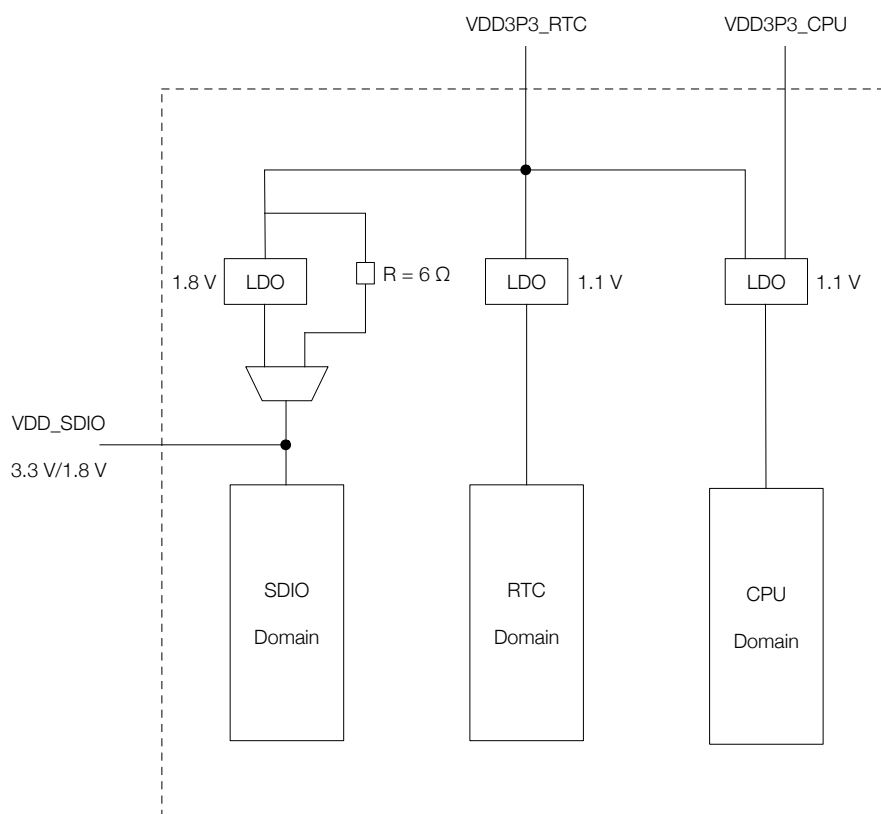 VDD3P3_RTC
VDD3P3_CPU
1.8 V
LDO
R = 6 Ω
LDO
1.1 V
LDO
1.1 V
VDD_SDIO
3.3 V/1.8 V
SDIO
Domain
RTC
Domain
CPU
Domain